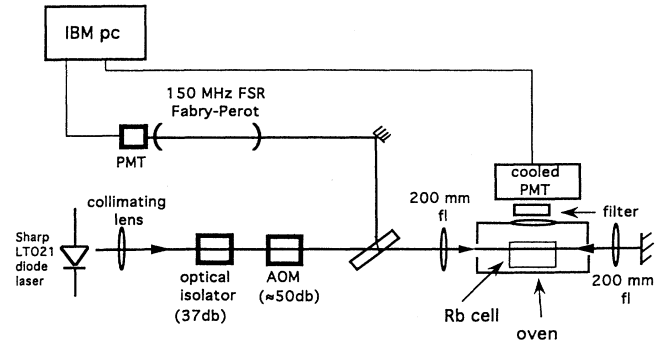 IBM pc
150 MHz FSR
Fabry-Perot
PMT
cooled
PMT
filter
200 mm
fl
collimating
lens
Sharp
LT021
diode
laser
optical
isolator
(37db)
AOM
(≈50db)
Rb cell
oven
200 mm
fl